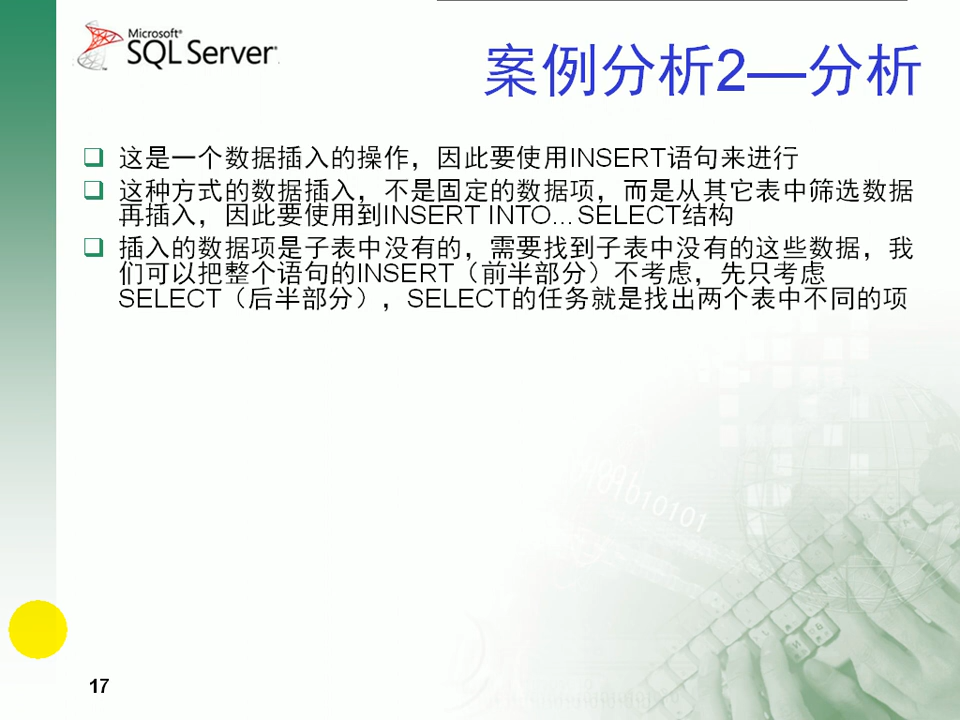 Microsoft®
SQL Server
案例分析2—分析
这是一个数据插入的操作，因此要使用INSERT语句来进行
这种方式的数据插入，不是固定的数据项，而是从其它表中筛选数据
再插入，因此要使用到INSERT INTO... SELECT结构
插入的数据项是子表中没有的，需要找到子表中没有的这些数据，我
们可以把整个语句的INSERT（前半部分）不考虑，先只考虑
SELECT（后半部分），SELECT的任务就是找出两个表中不同的项
17